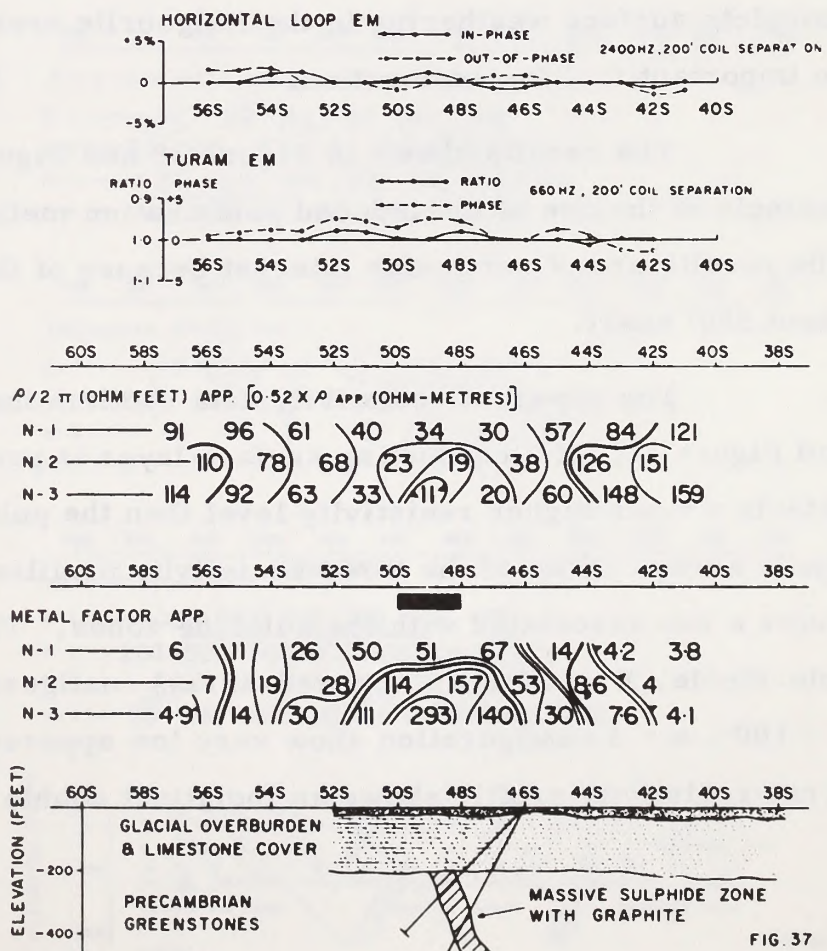 HORIZONTAL LOOP EM
+5%
IN-PHASE
OUT-OF-PHASE
2400HZ, 200' COIL SEPARAT ON
0
56S 54S 52S 50S 48S 46S 44S 42S 40S
-5%
TURAM EM
RATIO PHASE
RATIO
0.9 +5
PHASE
660HZ, 200' COIL SEPARATION
1.0 0
56S 54S 52S 50S 48S 46S 44S 42S 40S
1.1 -5
60S 58S 56S 54S 52S 50S 48S 46S 44S 42S 40S 38S
ρ/2 π (OHM FEET) APP. [0.52 X ρ APP. (OHM-METRES)]
N-1 91 96 61 40 34 30 57 84 121
N-2 110 78 68 23 19 38 126 151
N-3 114 92 63 33 11 20 60 148 159
60S 58S 56S 54S 52S 50S 48S 46S 44S 42S 40S 38S
METAL FACTOR APP.
N-1 6 11 26 50 51 67 14 4.2 3.8
N-2 19 28 114 157 53 4
N-3 4.9 14 30 111 293 140 30 7.6 4.1
60S 58S 56S 54S 52S 50S 48S 46S 44S 42S 40S 38S
ELEVATION (FEET)
GLACIAL OVERBURDEN
& LIMESTONE COVER
-200
PRECAMBRIAN
GREENSTONES
MASSIVE SULPHIDE ZONE
WITH GRAPHITE
-400
FIG. 37